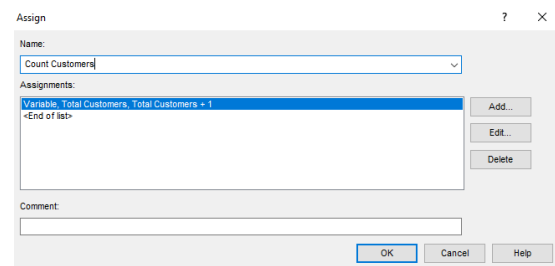 Assign ? ×
Name:
Count Customers
Assignments:
Variable, Total Customers, Total Customers + 1
<End of list>
Add...
Edit...
Delete
Comment:
OK Cancel Help